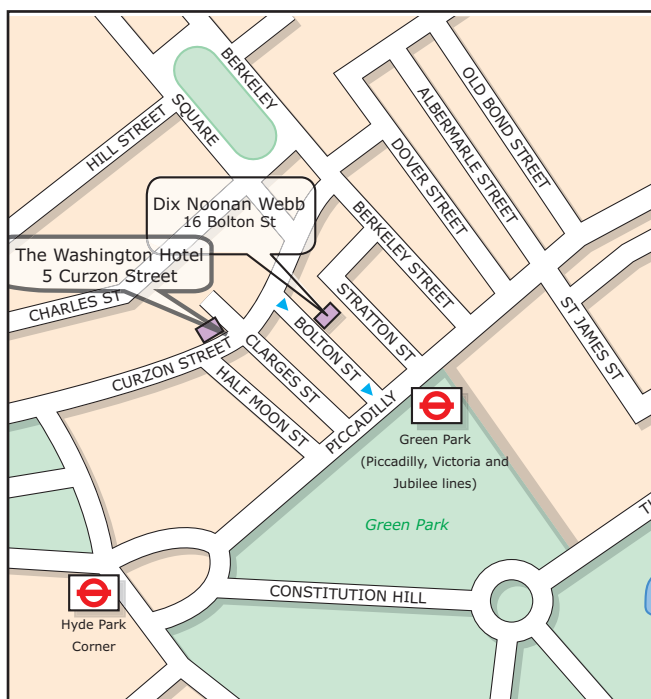 BERKELEY
SQUARE
HILL STREET
OLD BOND STREET
ALBERMARLE STREET
DOVER STREET
Dix Noonan Webb
16 Bolton St
BERKELEY STREET
The Washington Hotel
5 Curzon Street
CHARLES ST
STRATTON ST
ST JAMES ST
BOLTON ST
CLARGES ST
CURZON STREET
HALF MOON ST
PICCADILLY
Green Park
(Piccadilly, Victoria and
Jubilee lines)
Green Park
CONSTITUTION HILL
Hyde Park
Corner